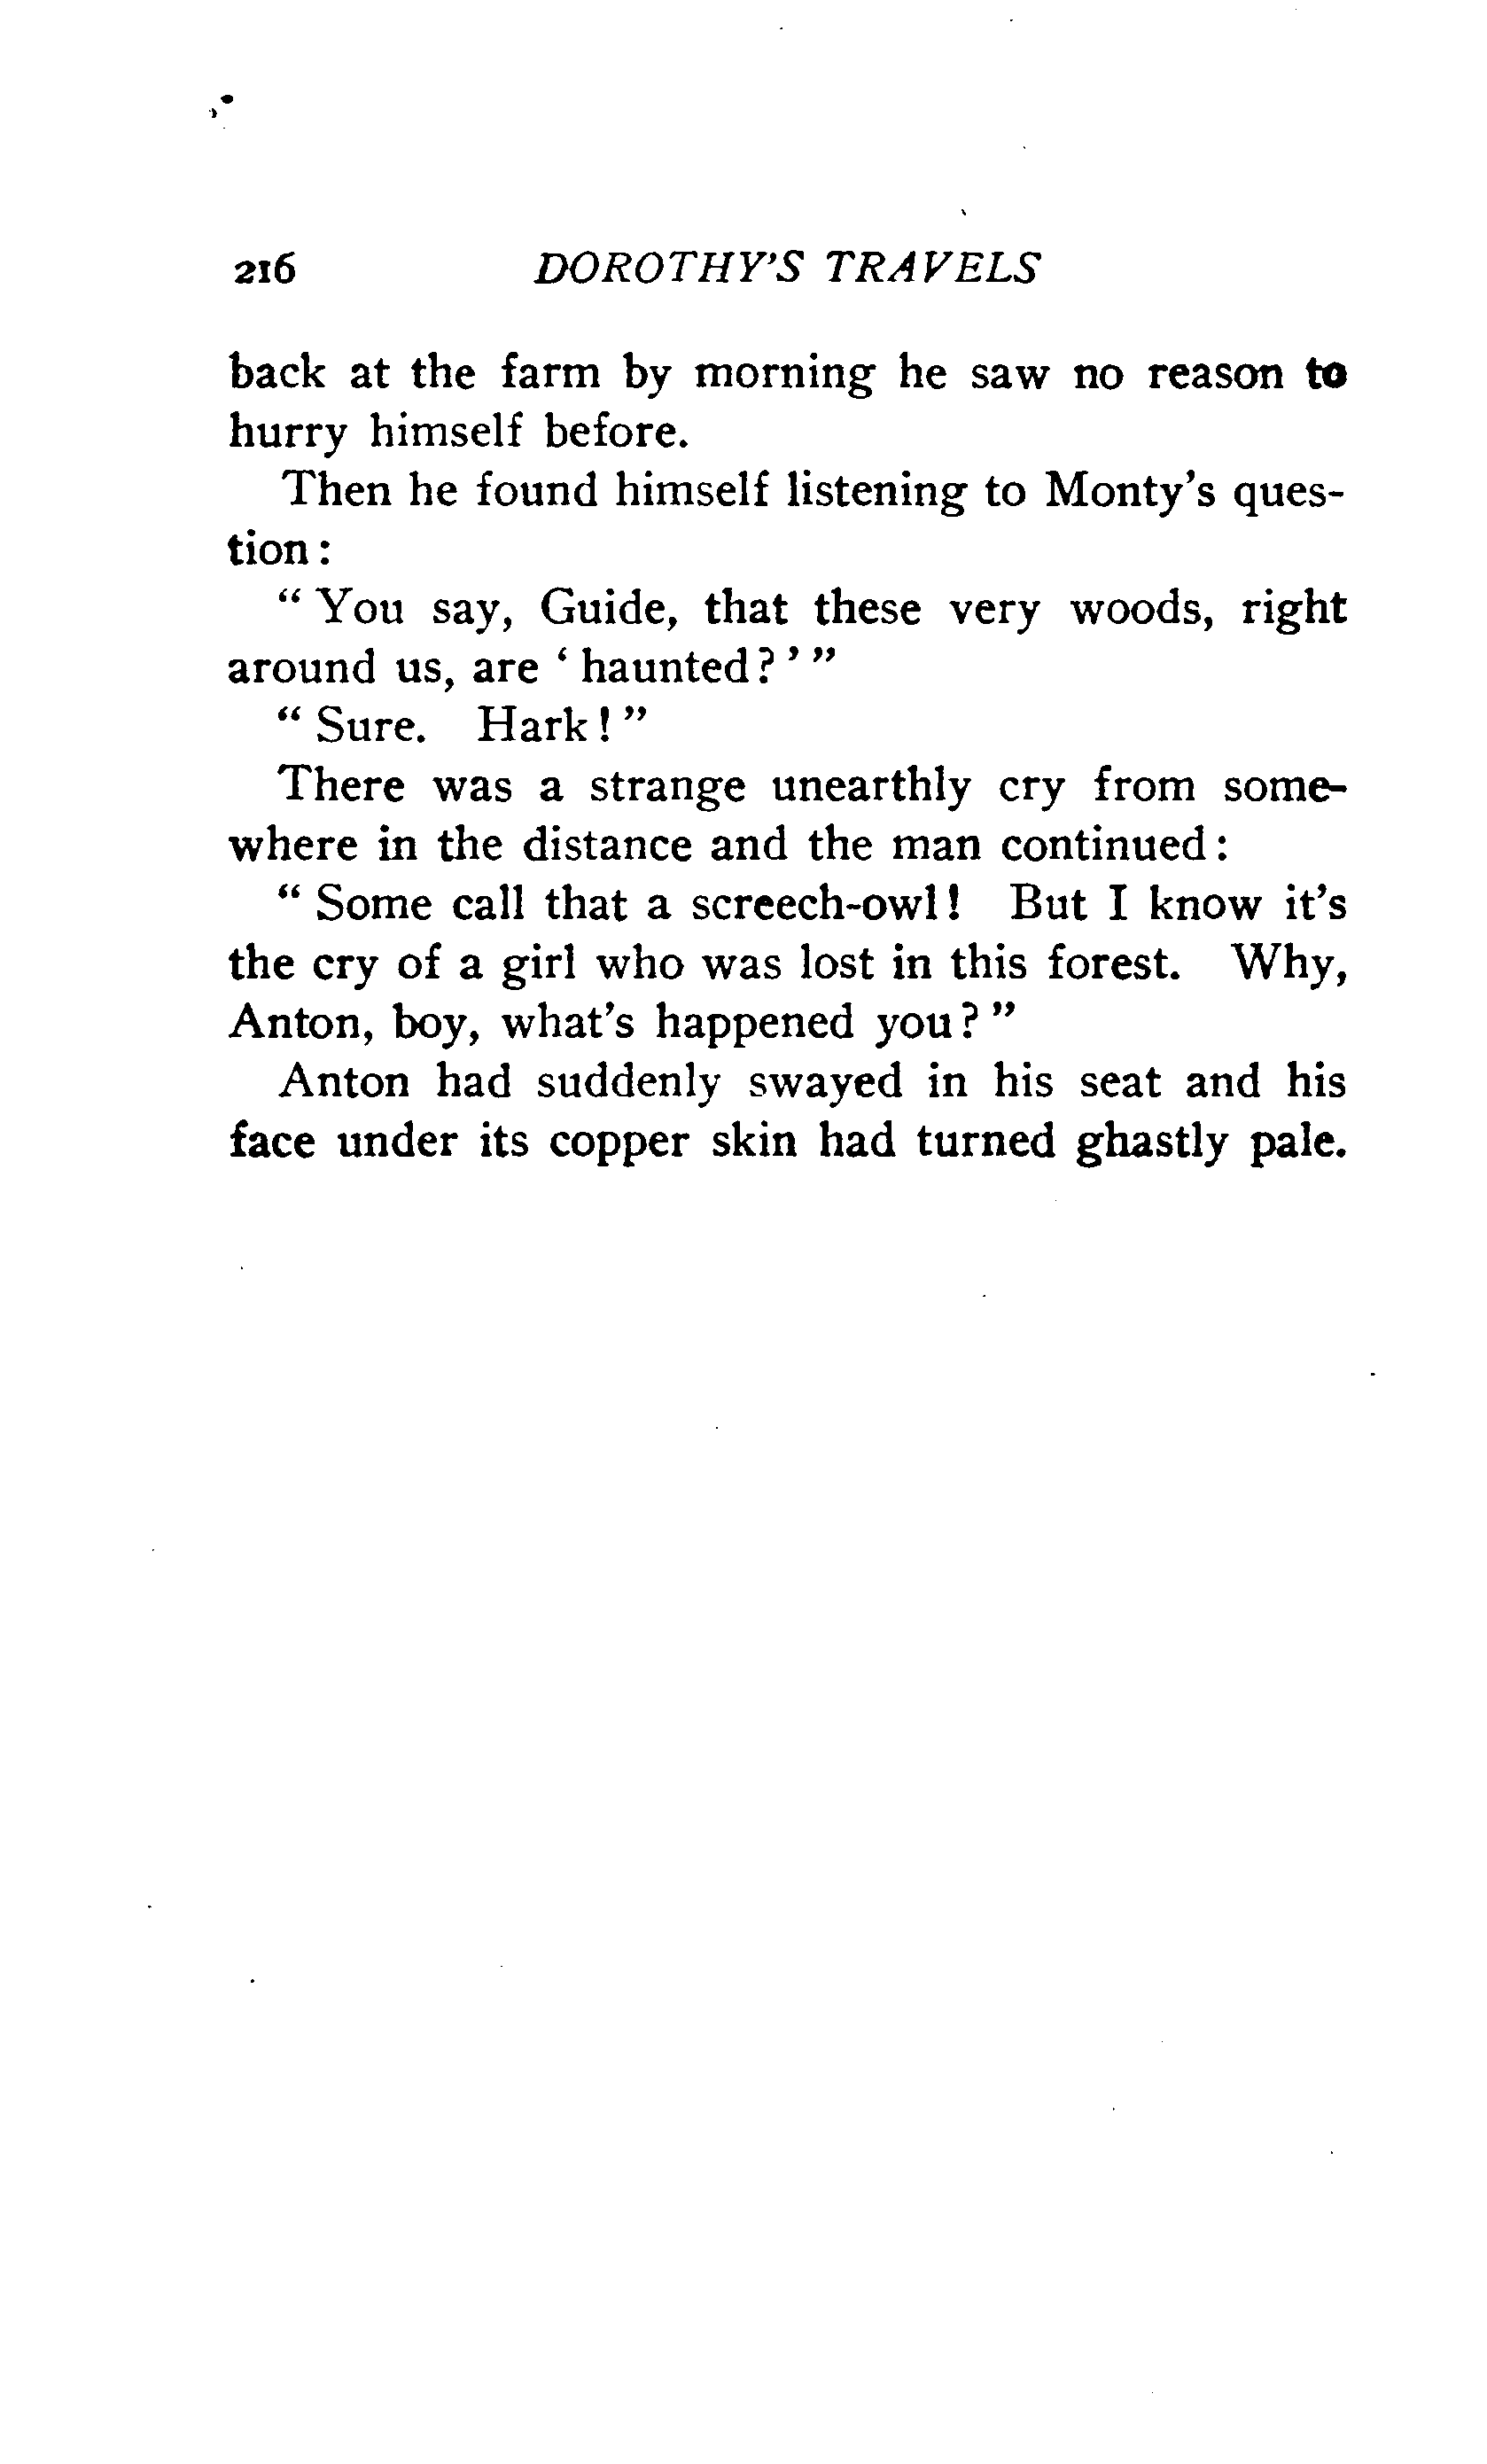 216 DOROTHY'S TRAVELS
back at the farm by morning he saw no reason to
hurry himself before.
Then he found himself listening to Monty's ques-
tion:
"You say, Guide, that these very woods, right
around us, are 'haunted?'"
"Sure. Hark!"
There was a strange unearthly cry from some-
where in the distance and the man continued:
"Some call that a screech-owl! But I know it's
the cry of a girl who was lost in this forest. Why,
Anton, boy, what's happened you?"
Anton had suddenly swayed in his seat and his
face under its copper skin had turned ghastly pale.